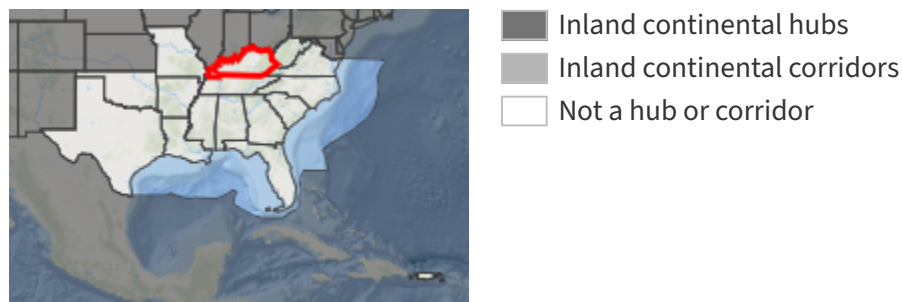 Inland continental hubs
Inland continental corridors
Not a hub or corridor